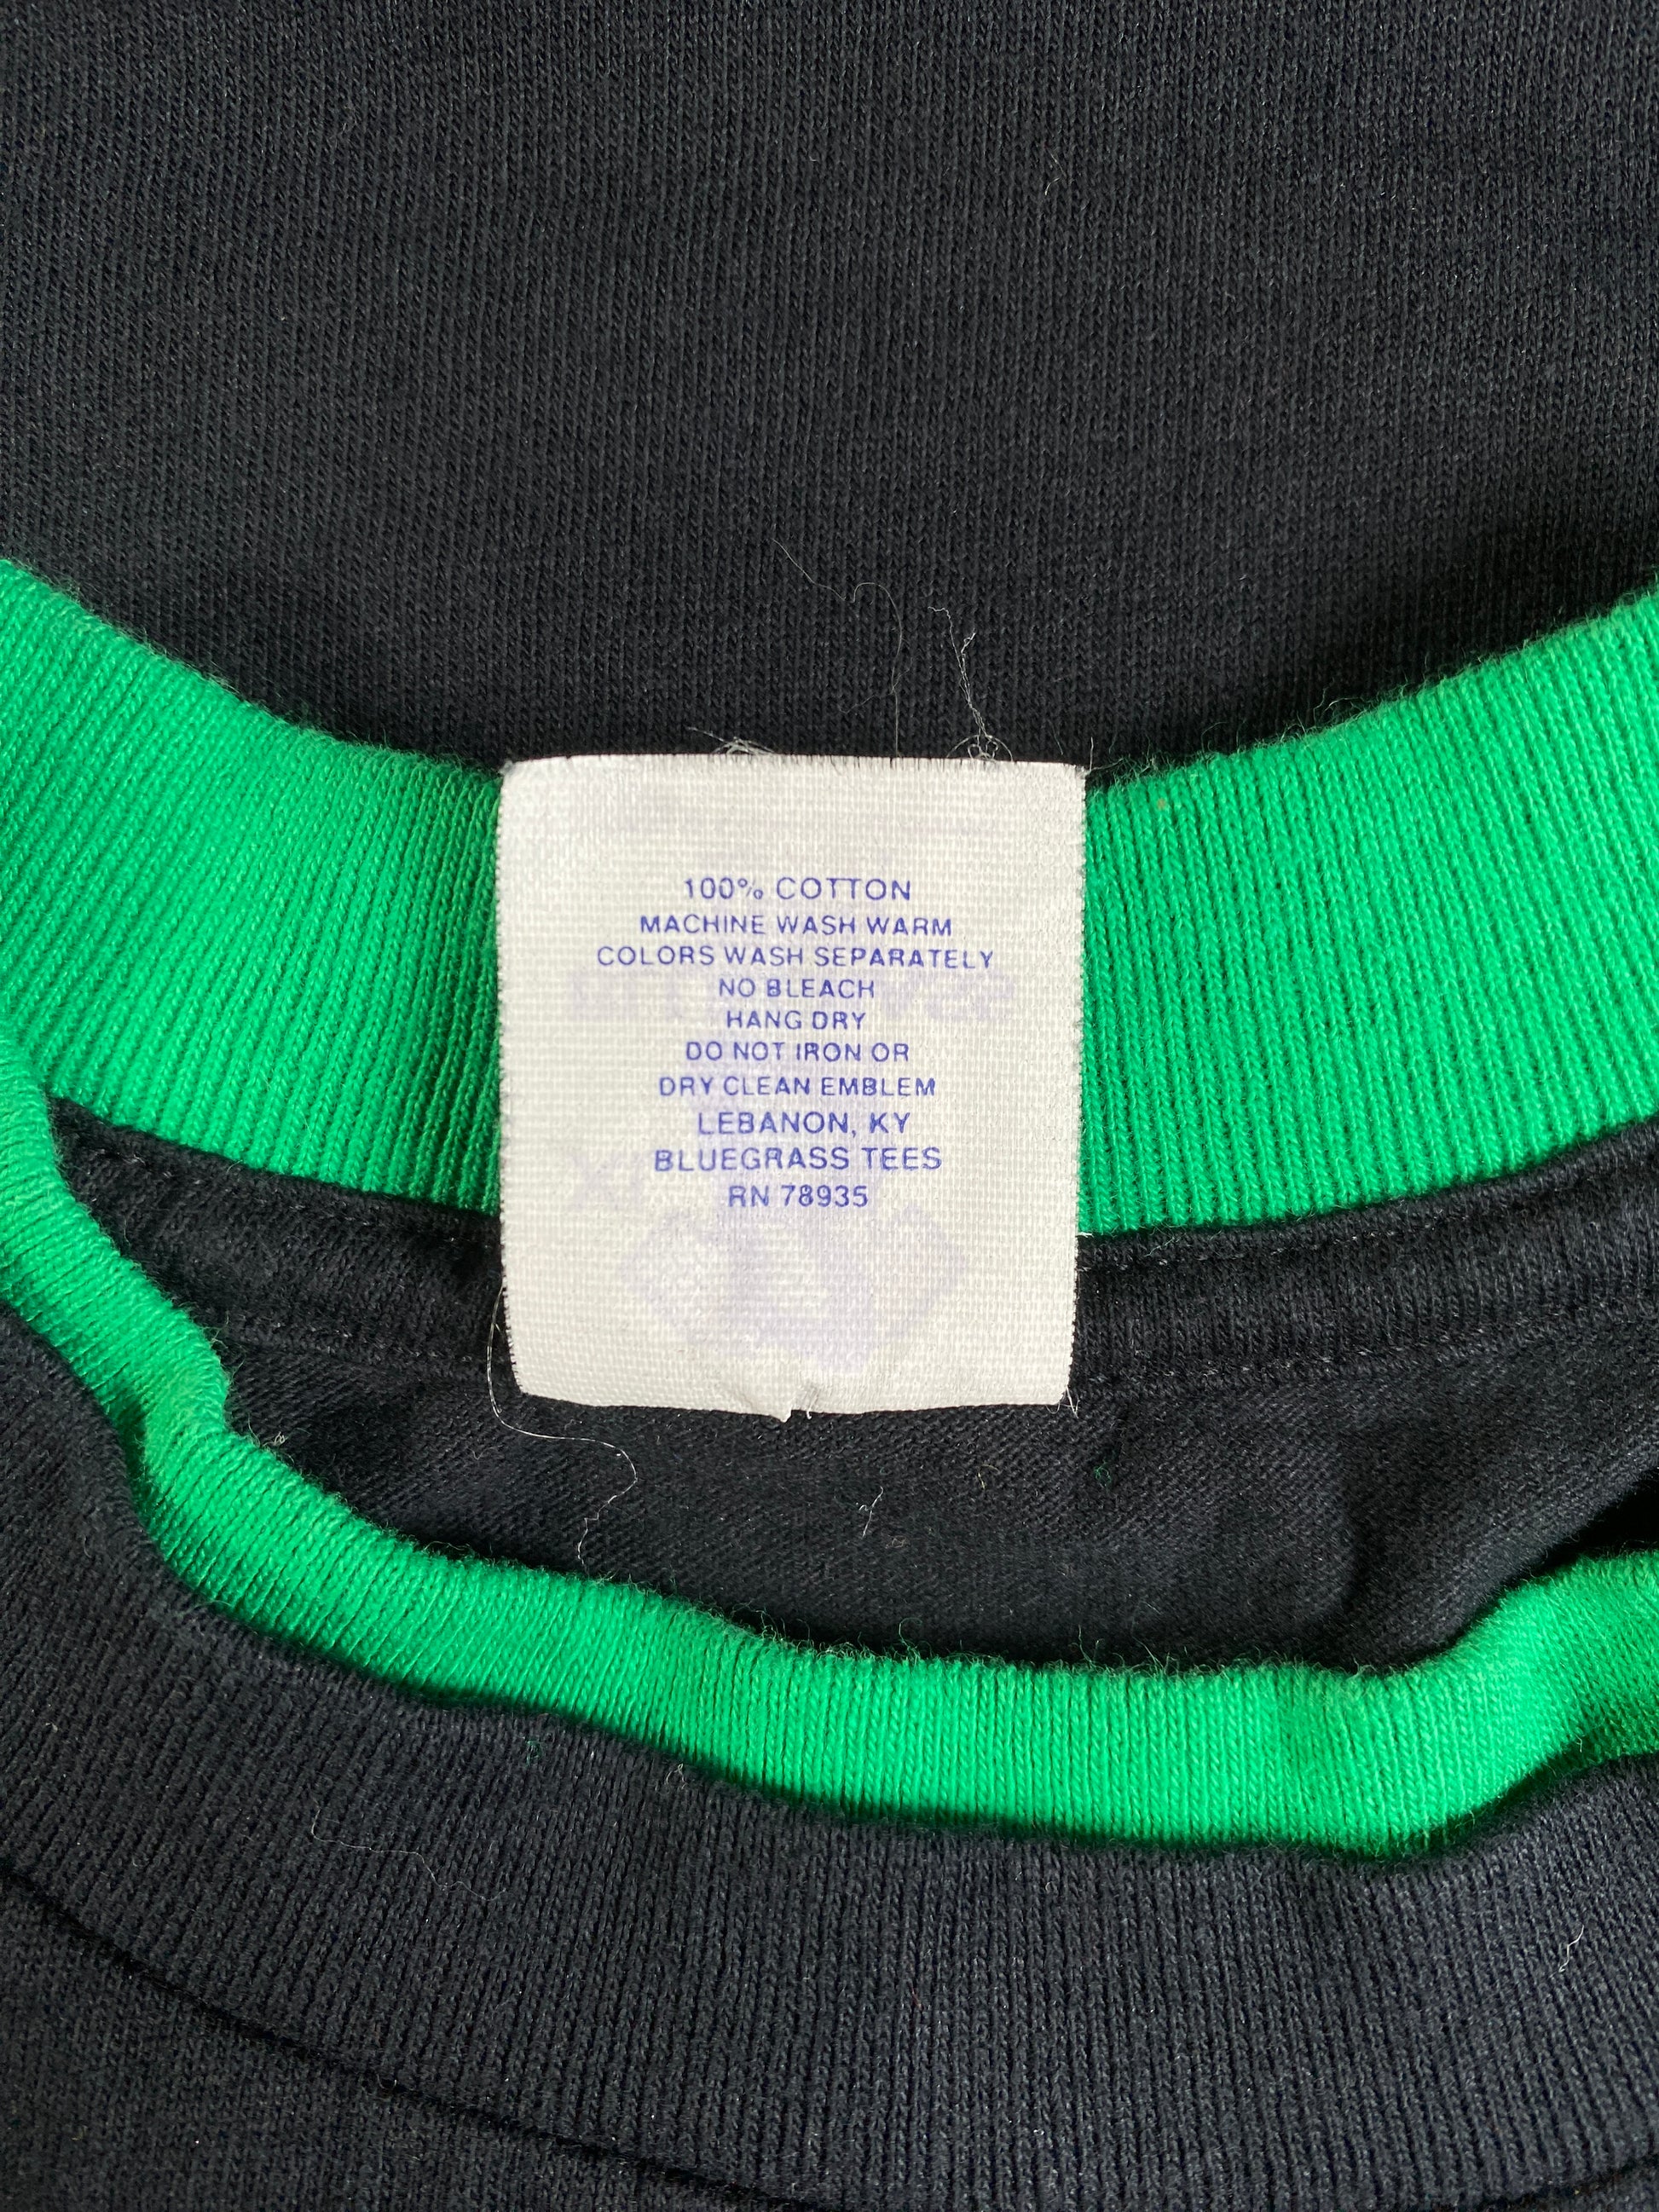 100% COTTON
MACHINE WASH WARM
COLORS WASH SEPARATELY
NO BLEACH
HANG DRY
DO NOT IRON OR
DRY CLEAN EMBLEM
LEBANON, KY
BLUEGRASS TEES
RN 78935